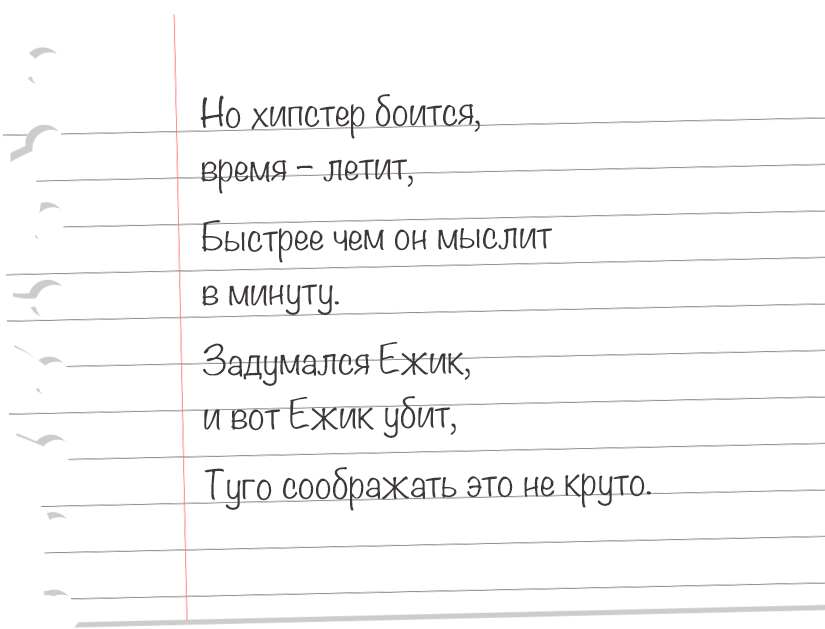 Но хипстер боится,
время – летит,
Быстрее чем он мыслит
в минуту.
Задумался Ежик,
и вот Ежик убит,
Туго соображать это не круто.